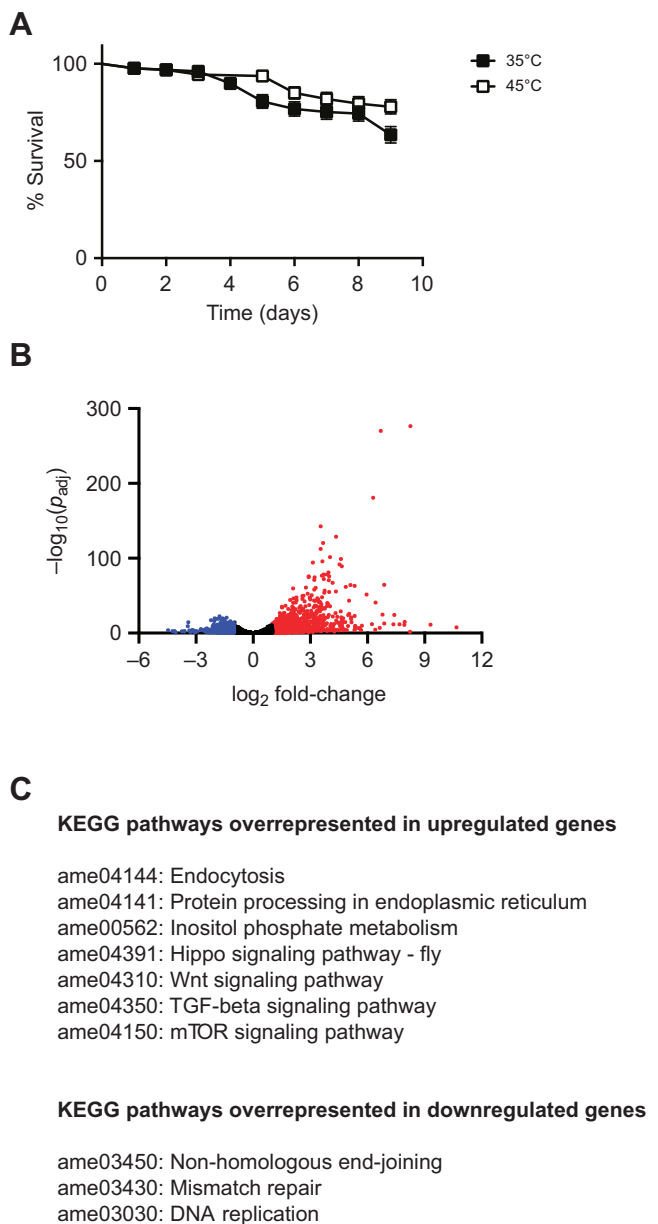 A
100
50
0
% Survival
0 2 4 6 8 10
Time (days)
35°C
45°C
B
300
200
100
0
–log10(padj)
–6 –3 0 3 6 9 12
log2 fold-change
C
KEGG pathways overrepresented in upregulated genes
ame04144: Endocytosis
ame04141: Protein processing in endoplasmic reticulum
ame00562: Inositol phosphate metabolism
ame04391: Hippo signaling pathway - fly
ame04310: Wnt signaling pathway
ame04350: TGF-beta signaling pathway
ame04150: mTOR signaling pathway
KEGG pathways overrepresented in downregulated genes
ame03450: Non-homologous end-joining
ame03430: Mismatch repair
ame03030: DNA replication